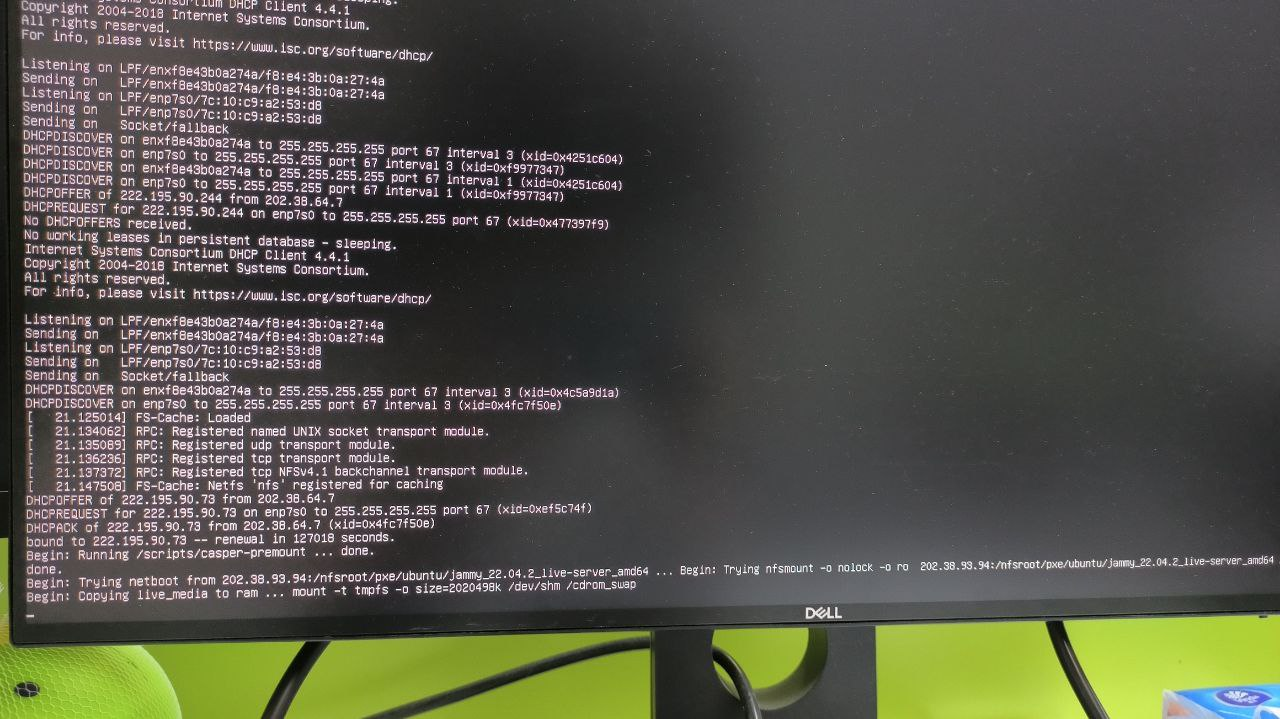 Consortium DHCP Client 4.4.1
Copyright 2004-2018 Internet Systems Consortium.
All rights reserved.
For info, please visit https://www.isc.org/software/dhcp/
Listening on LPF/enxf8e43b0a274a/f8:e4:3b:0a:27:4a
Sending on   LPF/enxf8e43b0a274a/f8:e4:3b:0a:27:4a
Listening on LPF/enp7s0/7c:10:c9:a2:53:d8
Sending on   LPF/enp7s0/7c:10:c9:a2:53:d8
Sending on   Socket/fallback
DHCPDISCOVER on enxf8e43b0a274a to 255.255.255.255 port 67 interval 3 (xid=0x4251c604)
DHCPDISCOVER on enp7s0 to 255.255.255.255 port 67 interval 3 (xid=0xf9977347)
DHCPDISCOVER on enxf8e43b0a274a to 255.255.255.255 port 67 interval 1 (xid=0x4251c604)
DHCPDISCOVER on enp7s0 to 255.255.255.255 port 67 interval 1 (xid=0xf9977347)
DHCPOFFER of 222.195.90.244 from 202.38.64.7
DHCPREQUEST for 222.195.90.244 on enp7s0 to 255.255.255.255 port 67 (xid=0x477397f9)
No DHCPOFFERS received.
No working leases in persistent database - sleeping.
Internet Systems Consortium DHCP Client 4.4.1
Copyright 2004-2018 Internet Systems Consortium.
All rights reserved.
For info, please visit https://www.isc.org/software/dhcp/
Listening on LPF/enxf8e43b0a274a/f8:e4:3b:0a:27:4a
Sending on   LPF/enxf8e43b0a274a/f8:e4:3b:0a:27:4a
Listening on LPF/enp7s0/7c:10:c9:a2:53:d8
Sending on   LPF/enp7s0/7c:10:c9:a2:53:d8
Sending on   Socket/fallback
DHCPDISCOVER on enxf8e43b0a274a to 255.255.255.255 port 67 interval 3 (xid=0x4c5a9d1a)
DHCPDISCOVER on enp7s0 to 255.255.255.255 port 67 interval 3 (xid=0x4fc7f50e)
[   21.125014] FS-Cache: Loaded
[   21.134062] RPC: Registered named UNIX socket transport module.
[   21.135089] RPC: Registered udp transport module.
[   21.136236] RPC: Registered tcp transport module.
[   21.137372] RPC: Registered tcp NFSv4.1 backchannel transport module.
[   21.147508] FS-Cache: Netfs 'nfs' registered for caching
DHCPOFFER of 222.195.90.73 from 202.38.64.7
DHCPREQUEST for 222.195.90.73 on enp7s0 to 255.255.255.255 port 67 (xid=0xef5c74f)
DHCPACK of 222.195.90.73 from 202.38.64.7 (xid=0x4fc7f50e)
bound to 222.195.90.73 -- renewal in 127018 seconds.
Begin: Running /scripts/casper-premount ... done.
done.
Begin: Trying netboot from 202.38.93.94:/nfsroot/pxe/ubuntu/jammy_22.04.2_live-server_amd64 ... Begin: Trying nfsmount -o nolock -o ro  202.38.93.94:/nfsroot/pxe/ubuntu/jammy_22.04.2_live-server_amd64
Begin: Copying live_media to ram ... mount -t tmpfs -o size=2020498k /dev/shm /cdrom_swap
DELL